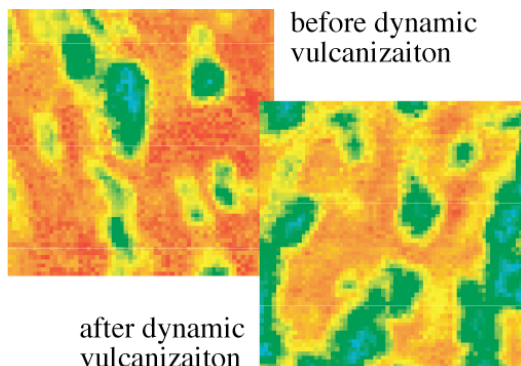 before dynamic
vulcanizaiton
after dynamic
vulcanizaiton